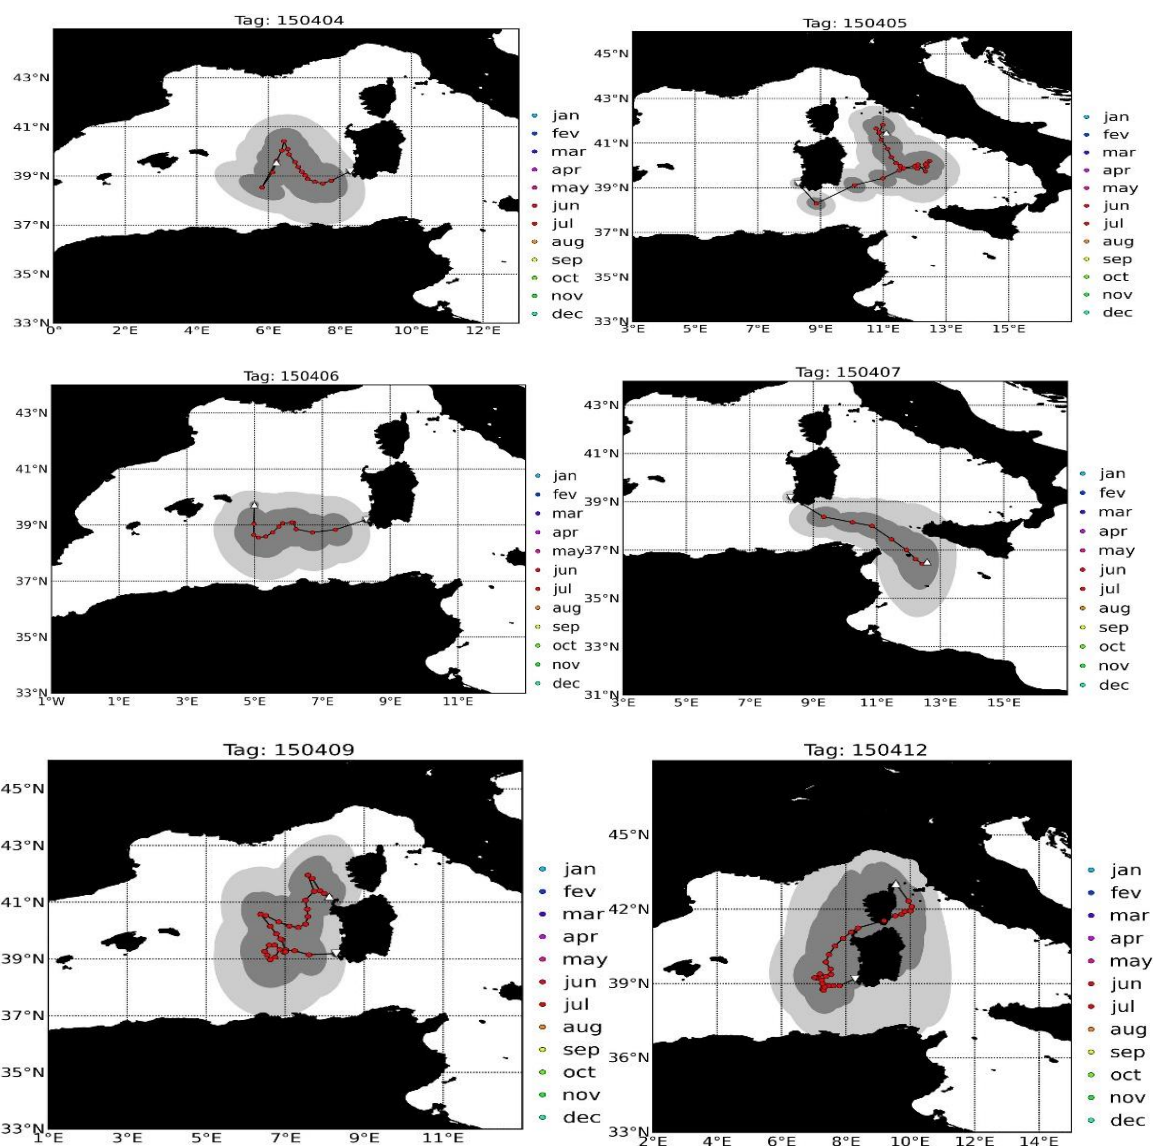 Tag: 150404
43°N
41°N
39°N
37°N
35°N
33°N
0°
2°E
4°E
6°E
8°E
10°E
12°E
jan
fev
mar
apr
may
jun
jul
aug
sep
oct
nov
dec
Tag: 150405
45°N
43°N
41°N
39°N
37°N
35°N
33°N
3°E
5°E
7°E
9°E
11°E
13°E
15°E
jan
fev
mar
apr
may
jun
jul
aug
sep
oct
nov
dec
Tag: 150406
43°N
41°N
39°N
37°N
35°N
33°N
1°W
1°E
3°E
5°E
7°E
9°E
11°E
jan
fev
mar
apr
may
jun
jul
aug
sep
oct
nov
dec
Tag: 150407
43°N
41°N
39°N
37°N
35°N
33°N
31°N
3°E
5°E
7°E
9°E
11°E
13°E
15°E
jan
fev
mar
apr
may
jun
jul
aug
sep
oct
nov
dec
Tag: 150409
45°N
43°N
41°N
39°N
37°N
35°N
33°N
1°E
3°E
5°E
7°E
9°E
11°E
jan
fev
mar
apr
may
jun
jul
aug
sep
oct
nov
dec
Tag: 150412
45°N
42°N
39°N
36°N
33°N
2°E
4°E
6°E
8°E
10°E
12°E
14°E
jan
fev
mar
apr
may
jun
jul
aug
sep
oct
nov
dec